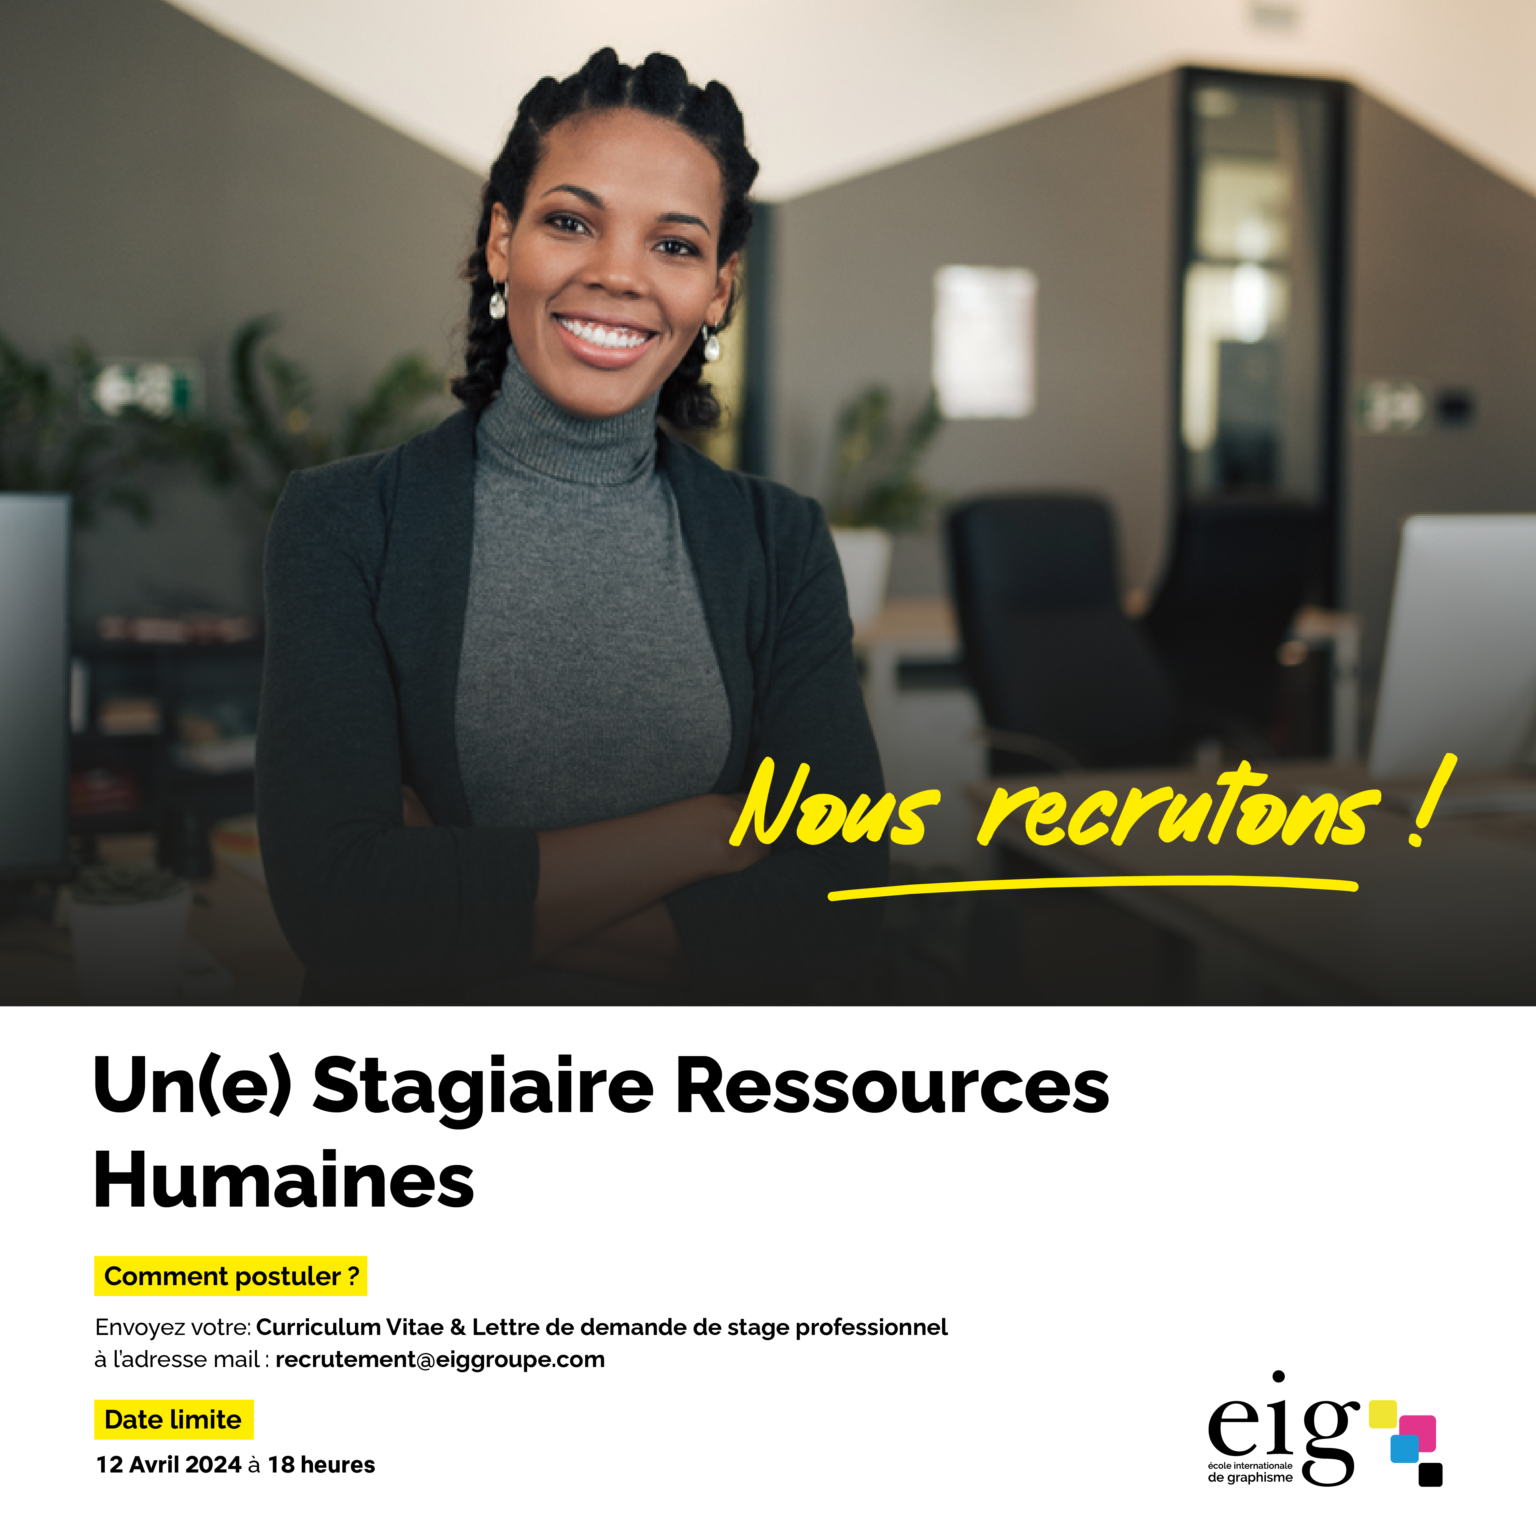 Nous recrutons !
Un(e) Stagiaire Ressources
Humaines
Comment postuler ?
Envoyez votre: Curriculum Vitae & Lettre de demande de stage professionnel
à l'adresse mail : recrutement@eiggroupe.com
Date limite
12 Avril 2024 à 18 heures
eig
école internationale
de graphisme